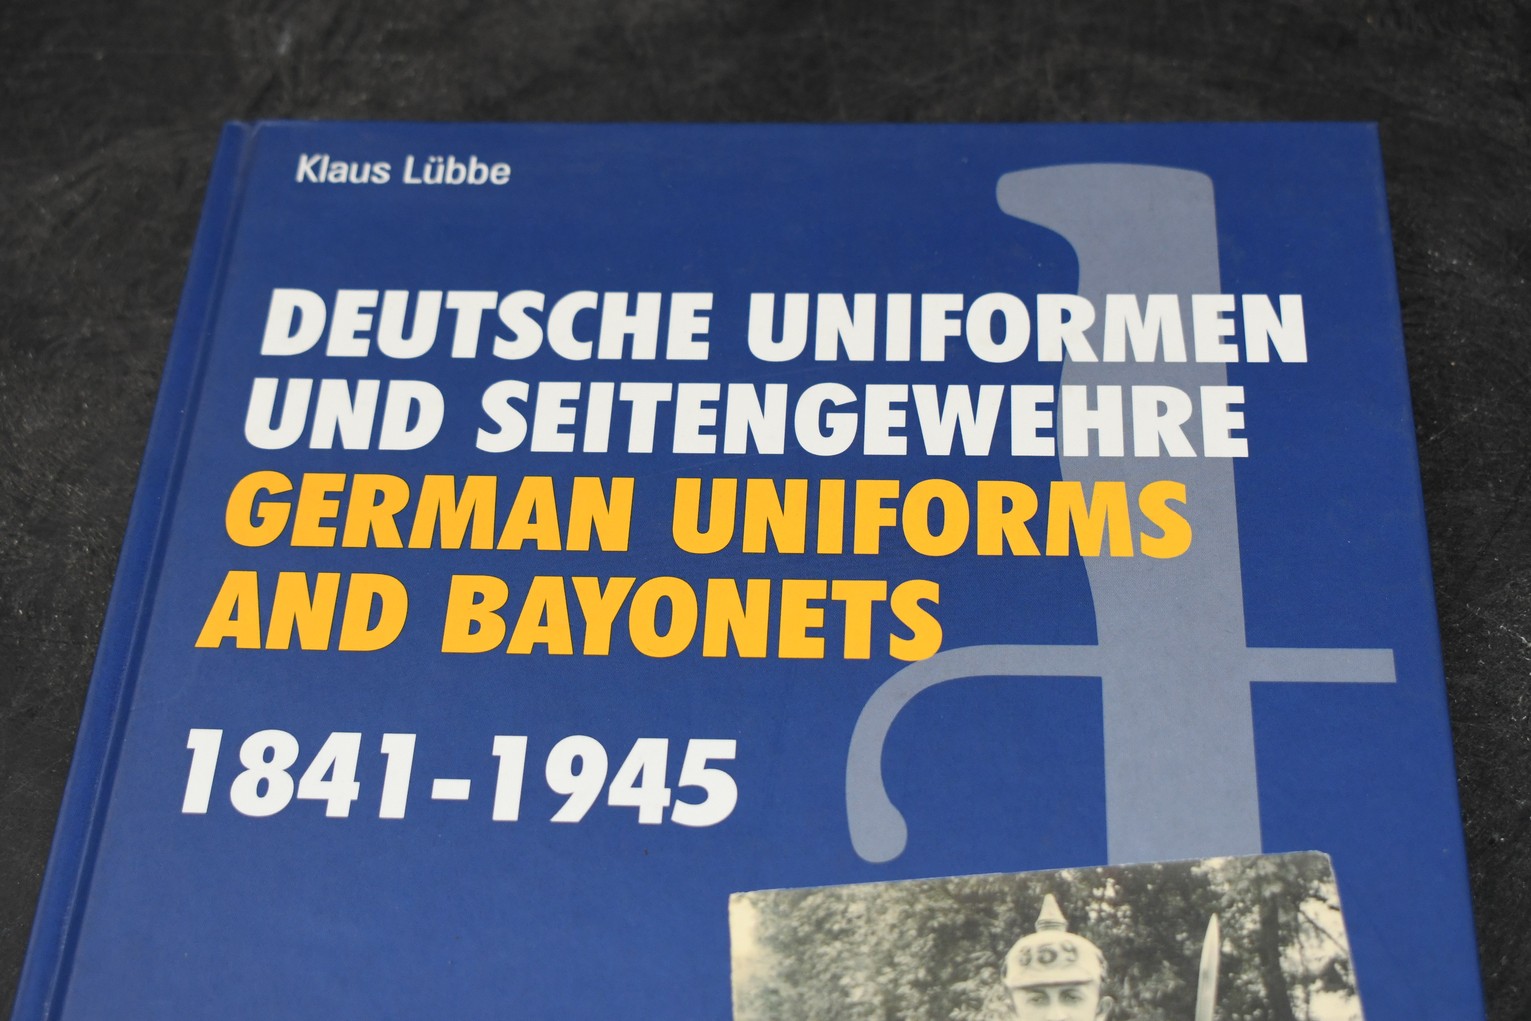 Klaus Lübbe
DEUTSCHE UNIFORMEN
UND SEITENGEWEHRE
GERMAN UNIFORMS
AND BAYONETS
1841-1945